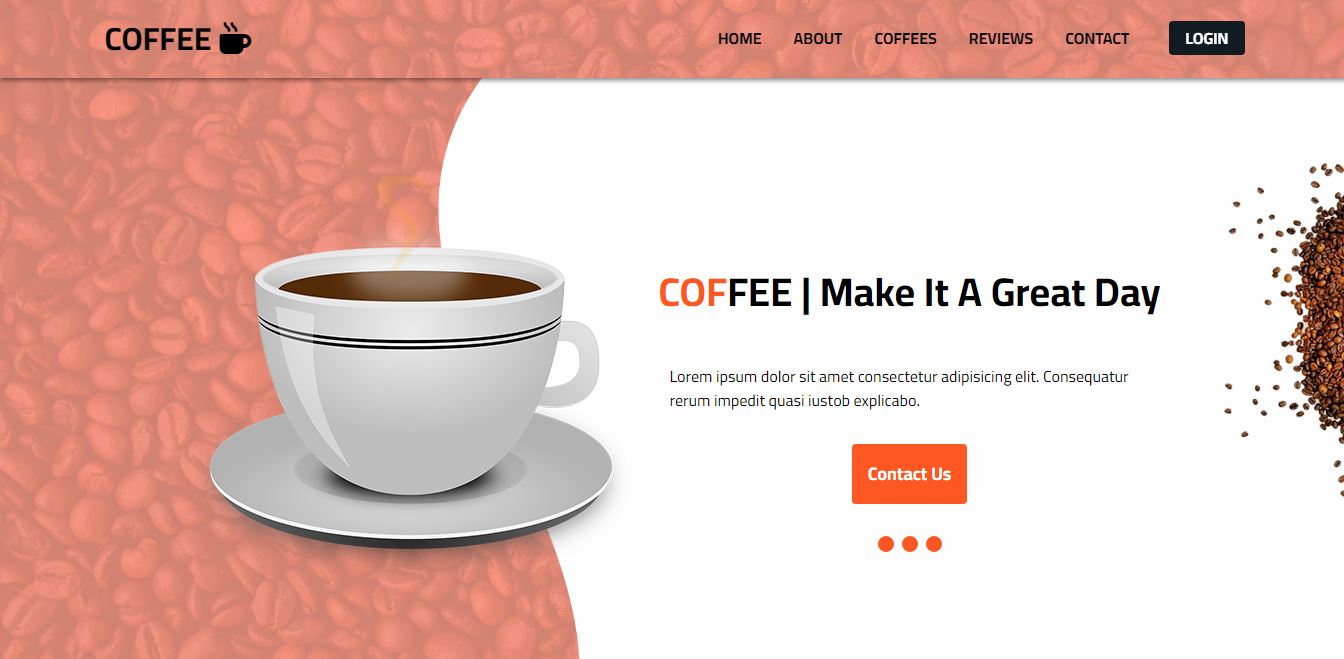 COFFEE
HOME ABOUT COFFEES REVIEWS CONTACT LOGIN
COFFEE | Make It A Great Day
Lorem ipsum dolor sit amet consectetur adipisicing elit. Consequatur
rerum impedit quasi iustob explicabo.
Contact Us